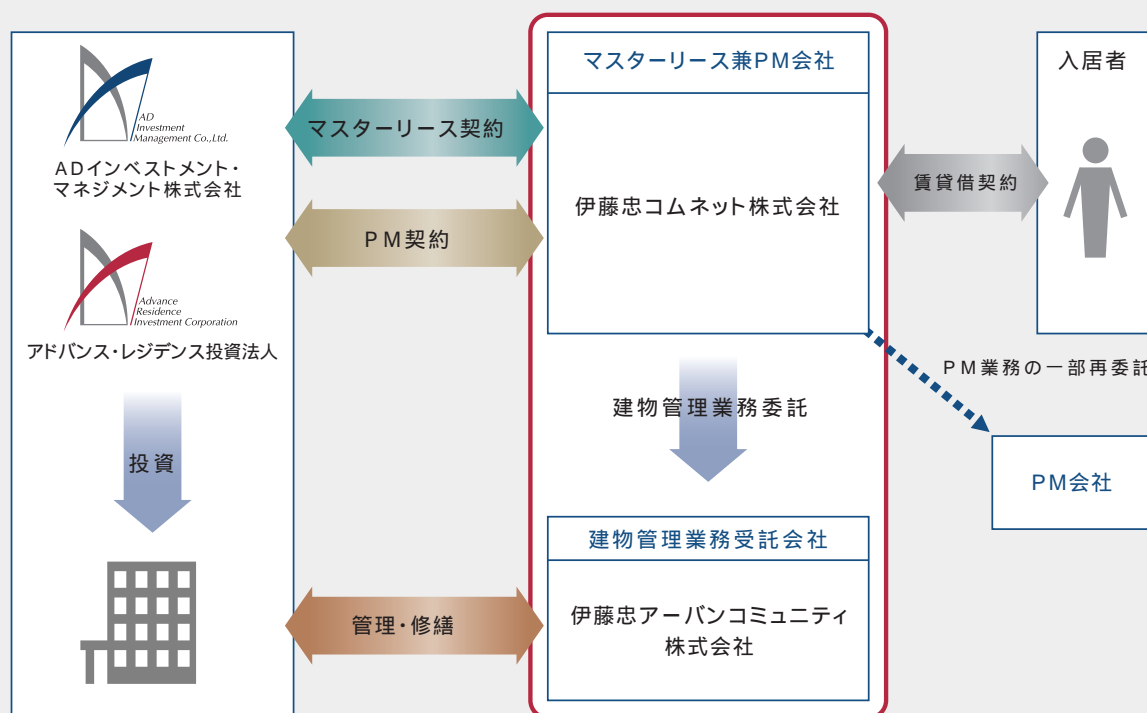 AD
Investment
Management Co.,Ltd.
ADインベストメント・
マネジメント株式会社
Advance
Residence
Investment Corporation
アドバンス・レジデンス投資法人
投資
マスターリース契約
PM契約
管理・修繕
マスターリース兼PM会社
伊藤忠コムネット株式会社
建物管理業務委託
建物管理業務受託会社
伊藤忠アーバンコミュニティ
株式会社
賃貸借契約
入居者
PM業務の一部再委託
PM会社